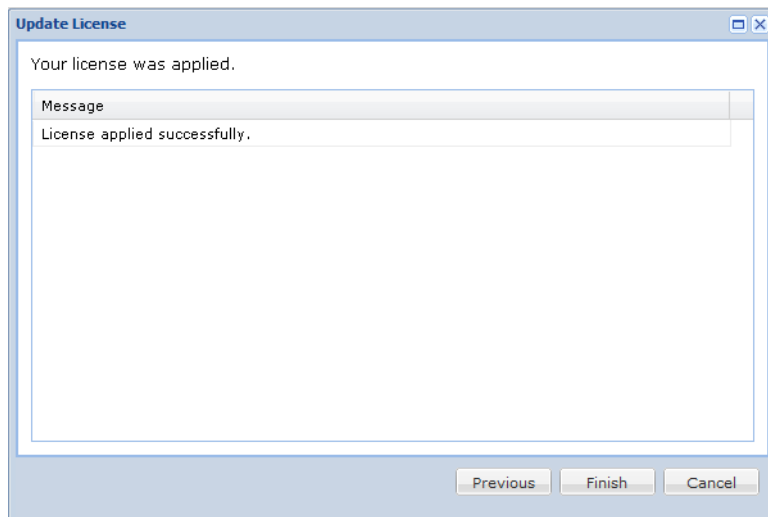 Update License
Your license was applied.
Message
License applied successfully.
Previous Finish Cancel